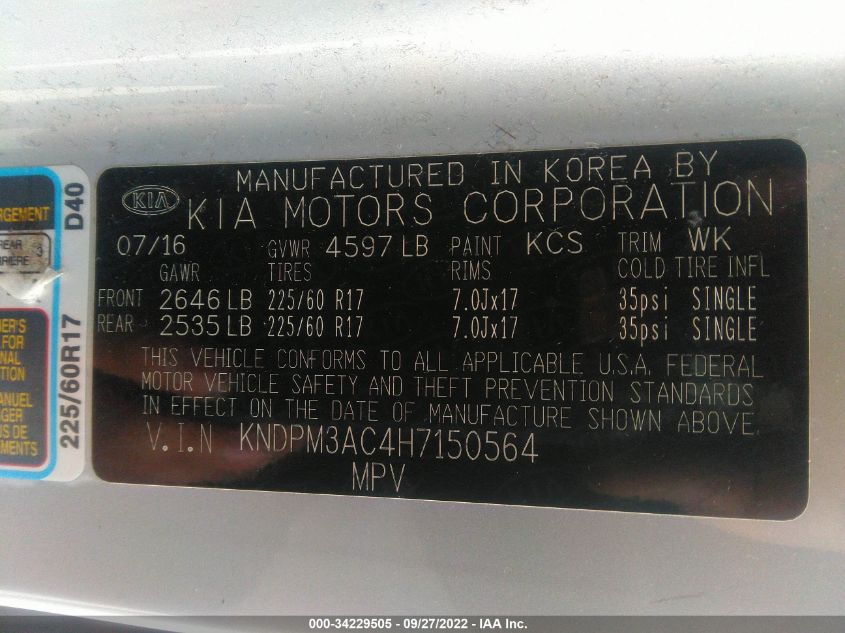 MANUFACTURED IN KOREA BY
KIA
KIA MOTORS CORPORATION
07/16 GVWR 4597 LB PAINT KCS TRIM WK
GAWR TIRES RIMS COLD TIRE INFL
FRONT 2646 LB 225/60 R17 7.0Jx17 35psi SINGLE
REAR 2535 LB 225/60 R17 7.0Jx17 35psi SINGLE
THIS VEHICLE CONFORMS TO ALL APPLICABLE U.S.A. FEDERAL
MOTOR VEHICLE SAFETY AND THEFT PREVENTION STANDARDS
IN EFFECT ON THE DATE OF MANUFACTURE SHOWN ABOVE.
V.I.N KNDPM3AC4H7150564
MPV
D40
225/60R17
REAR
3
FOR
ANUEL
000-34229505 - 09/27/2022 - IAA Inc.